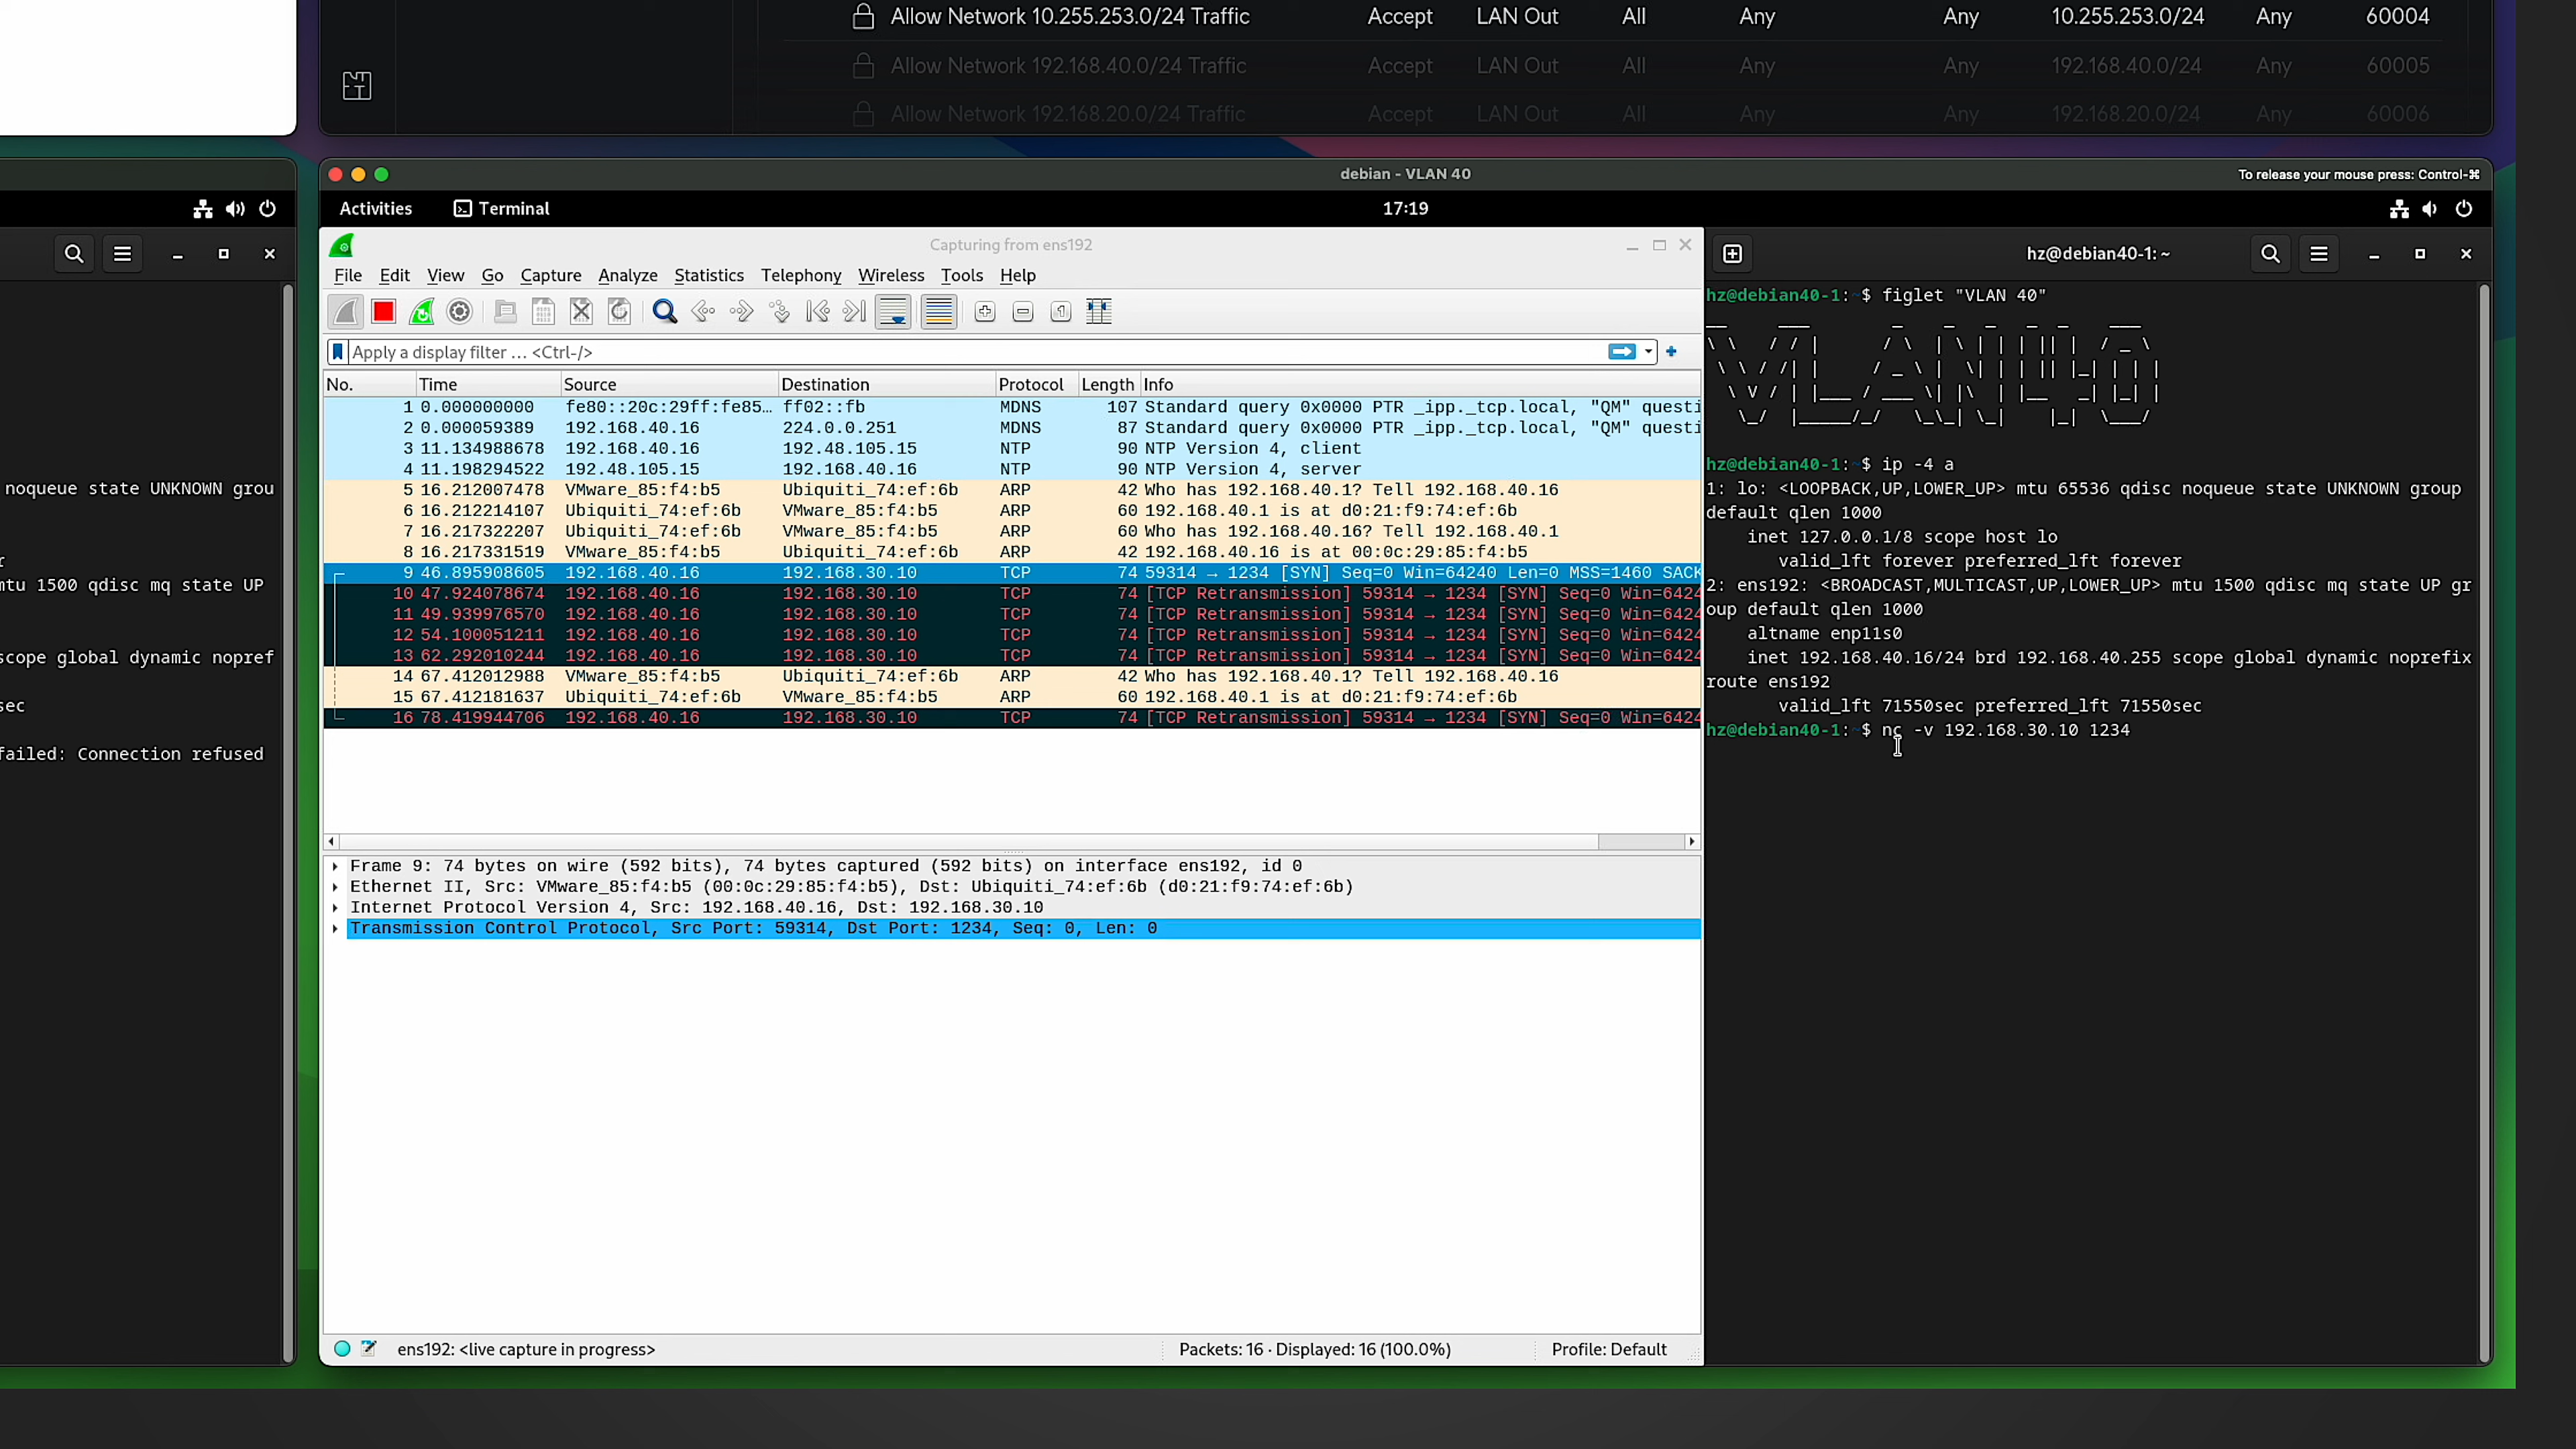 Allow Network 10.255.253.0/24 Traffic Accept LAN Out All Any Any 10.255.253.0/24 Any 60004
Allow Network 192.168.40.0/24 Traffic Accept LAN Out All Any Any 192.168.40.0/24 Any 60005
Allow Network 192.168.20.0/24 Traffic Accept LAN Out All Any Any 192.168.20.0/24 Any 60006
debian - VLAN 40
To release your mouse press: Control-⌘
Activities Terminal 17:19
noqueue state UNKNOWN grou
r
mtu 1500 qdisc mq state UP
scope global dynamic nopref
sec
failed: Connection refused
Capturing from ens192
File Edit View Go Capture Analyze Statistics Telephony Wireless Tools Help
Apply a display filter … <Ctrl-/>
No. Time Source Destination Protocol Length Info
1 0.000000000 fe80::20c:29ff:fe85… ff02::fb MDNS 107 Standard query 0x0000 PTR _ipp._tcp.local, "QM" questi
2 0.000059389 192.168.40.16 224.0.0.251 MDNS 87 Standard query 0x0000 PTR _ipp._tcp.local, "QM" questi
3 11.134988678 192.168.40.16 192.48.105.15 NTP 90 NTP Version 4, client
4 11.198294522 192.48.105.15 192.168.40.16 NTP 90 NTP Version 4, server
5 16.212007478 VMware_85:f4:b5 Ubiquiti_74:ef:6b ARP 42 Who has 192.168.40.1? Tell 192.168.40.16
6 16.212214107 Ubiquiti_74:ef:6b VMware_85:f4:b5 ARP 60 192.168.40.1 is at d0:21:f9:74:ef:6b
7 16.217322207 Ubiquiti_74:ef:6b VMware_85:f4:b5 ARP 60 Who has 192.168.40.16? Tell 192.168.40.1
8 16.217331519 VMware_85:f4:b5 Ubiquiti_74:ef:6b ARP 42 192.168.40.16 is at 00:0c:29:85:f4:b5
9 46.895908605 192.168.40.16 192.168.30.10 TCP 74 59314 → 1234 [SYN] Seq=0 Win=64240 Len=0 MSS=1460 SACK
10 47.924078674 192.168.40.16 192.168.30.10 TCP 74 [TCP Retransmission] 59314 → 1234 [SYN] Seq=0 Win=6424
11 49.939976570 192.168.40.16 192.168.30.10 TCP 74 [TCP Retransmission] 59314 → 1234 [SYN] Seq=0 Win=6424
12 54.100051211 192.168.40.16 192.168.30.10 TCP 74 [TCP Retransmission] 59314 → 1234 [SYN] Seq=0 Win=6424
13 62.292010244 192.168.40.16 192.168.30.10 TCP 74 [TCP Retransmission] 59314 → 1234 [SYN] Seq=0 Win=6424
14 67.412012988 VMware_85:f4:b5 Ubiquiti_74:ef:6b ARP 42 Who has 192.168.40.1? Tell 192.168.40.16
15 67.412181637 Ubiquiti_74:ef:6b VMware_85:f4:b5 ARP 60 192.168.40.1 is at d0:21:f9:74:ef:6b
16 78.419944706 192.168.40.16 192.168.30.10 TCP 74 [TCP Retransmission] 59314 → 1234 [SYN] Seq=0 Win=6424
Frame 9: 74 bytes on wire (592 bits), 74 bytes captured (592 bits) on interface ens192, id 0
Ethernet II, Src: VMware_85:f4:b5 (00:0c:29:85:f4:b5), Dst: Ubiquiti_74:ef:6b (d0:21:f9:74:ef:6b)
Internet Protocol Version 4, Src: 192.168.40.16, Dst: 192.168.30.10
Transmission Control Protocol, Src Port: 59314, Dst Port: 1234, Seq: 0, Len: 0
ens192: <live capture in progress> Packets: 16 · Displayed: 16 (100.0%) Profile: Default
hz@debian40-1: ~
hz@debian40-1:~$ figlet "VLAN 40"
VLAN 40
hz@debian40-1:~$ ip -4 a
1: lo: <LOOPBACK,UP,LOWER_UP> mtu 65536 qdisc noqueue state UNKNOWN group
default qlen 1000
inet 127.0.0.1/8 scope host lo
valid_lft forever preferred_lft forever
2: ens192: <BROADCAST,MULTICAST,UP,LOWER_UP> mtu 1500 qdisc mq state UP gr
oup default qlen 1000
altname enp11s0
inet 192.168.40.16/24 brd 192.168.40.255 scope global dynamic noprefix
route ens192
valid_lft 71550sec preferred_lft 71550sec
hz@debian40-1:~$ nc -v 192.168.30.10 1234